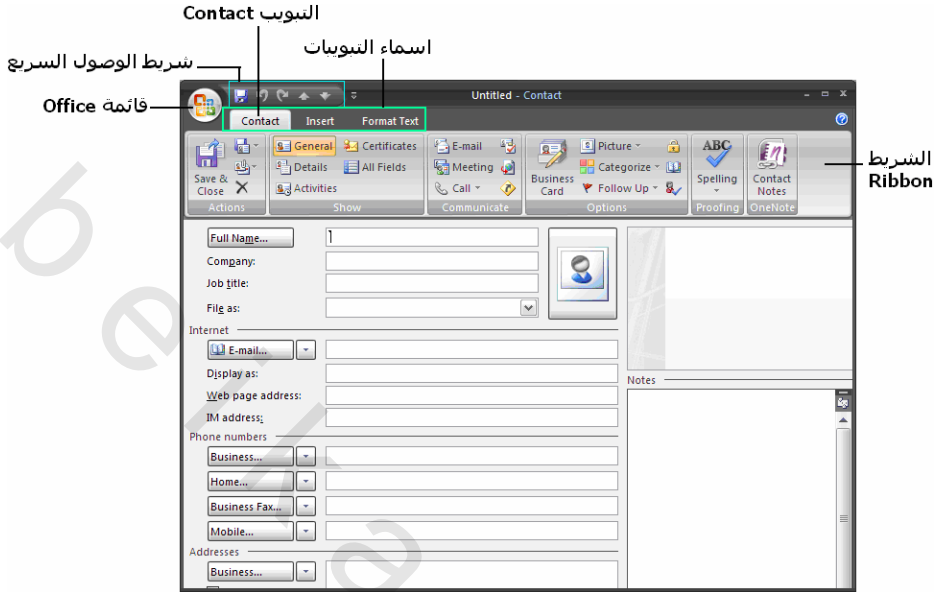 التبويب Contact
اسماء التبويبات
شريط الوصول السريع
قائمة Office
الشريط
Ribbon
Untitled - Contact
Contact Insert Format Text
Save & Close
General Certificates
Details All Fields
Activities
E-mail
Meeting
Call
Business Card
Picture
Categorize
Follow Up
ABC
Spelling
Contact Notes
Actions Show Communicate Options Proofing OneNote
Full Name...
Company:
Job title:
File as:
Internet
E-mail...
Display as:
Web page address:
IM address:
Phone numbers
Business...
Home...
Business Fax...
Mobile...
Addresses
Business...
Notes